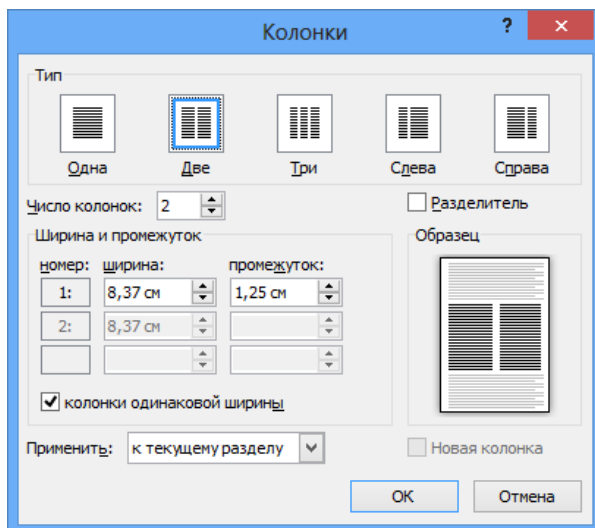 Колонки
?
×
Тип
Одна Две Три Слева Справа
Число колонок: 2
Разделитель
Ширина и промежуток
Образец
номер: ширина: промежуток:
1: 8,37 см 1,25 см
2: 8,37 см
колонки одинаковой ширины
Применить: к текущему разделу
Новая колонка
ОК Отмена